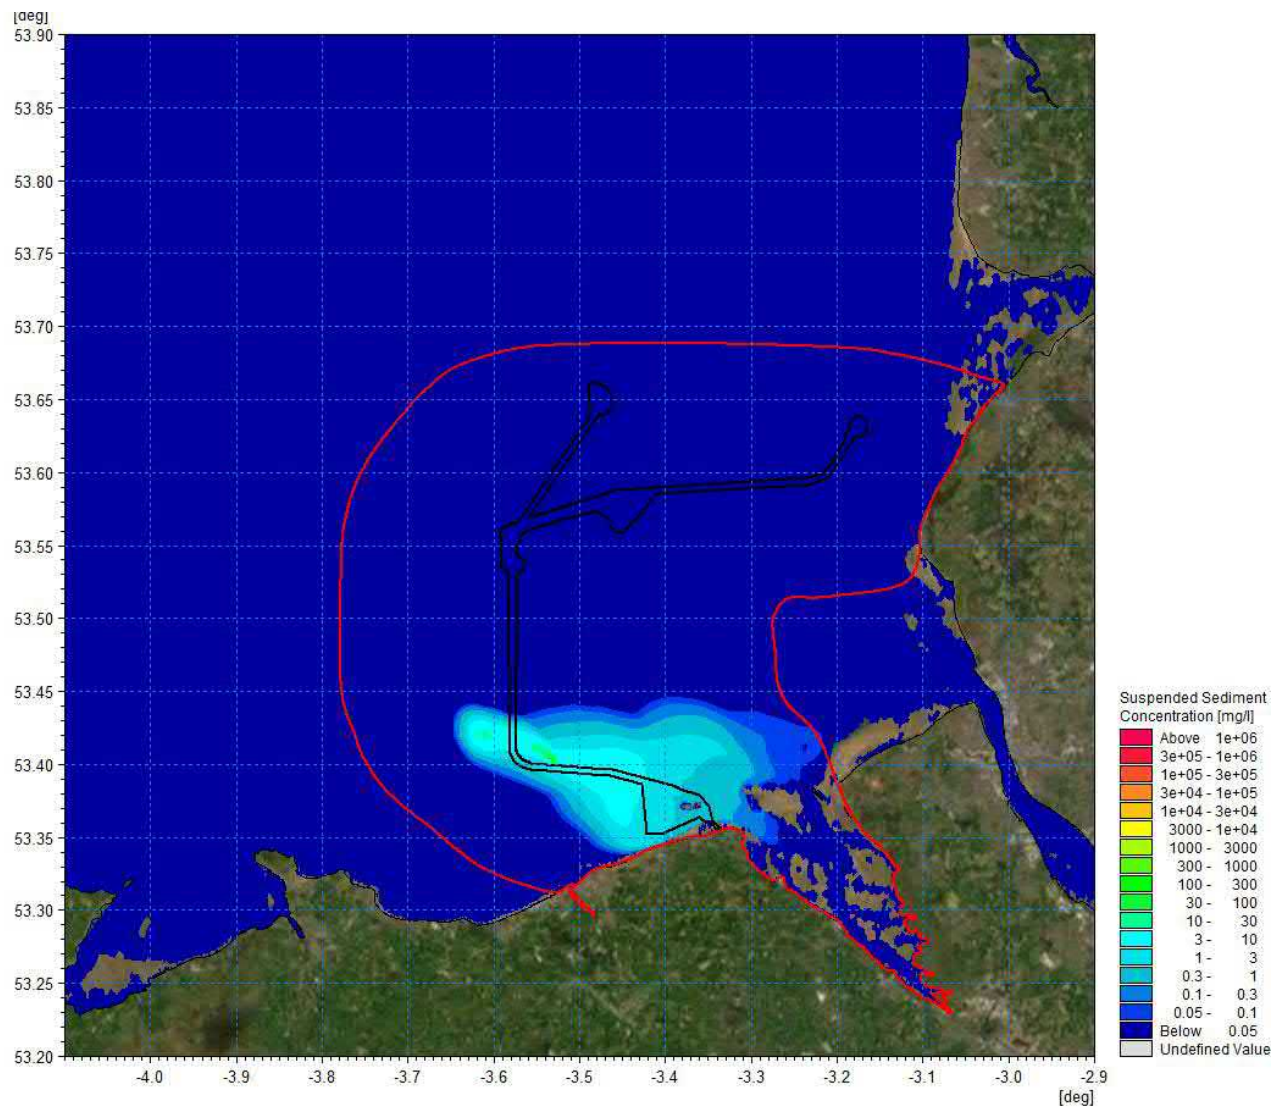 [deg]
53.90
53.85
53.80
53.75
53.70
53.65
53.60
53.55
53.50
53.45
53.40
53.35
53.30
53.25
53.20
-4.0 -3.9 -3.8 -3.7 -3.6 -3.5 -3.4 -3.3 -3.2 -3.1 -3.0 -2.9
[deg]
Suspended Sediment
Concentration [mg/l]
Above 1e+06
3e+05 - 1e+06
1e+05 - 3e+05
3e+04 - 1e+05
1e+04 - 3e+04
3000 - 1e+04
1000 - 3000
300 - 1000
100 - 300
30 - 100
10 - 30
3 - 10
1 - 3
0.3 - 1
0.1 - 0.3
0.05 - 0.1
Below 0.05
Undefined Value